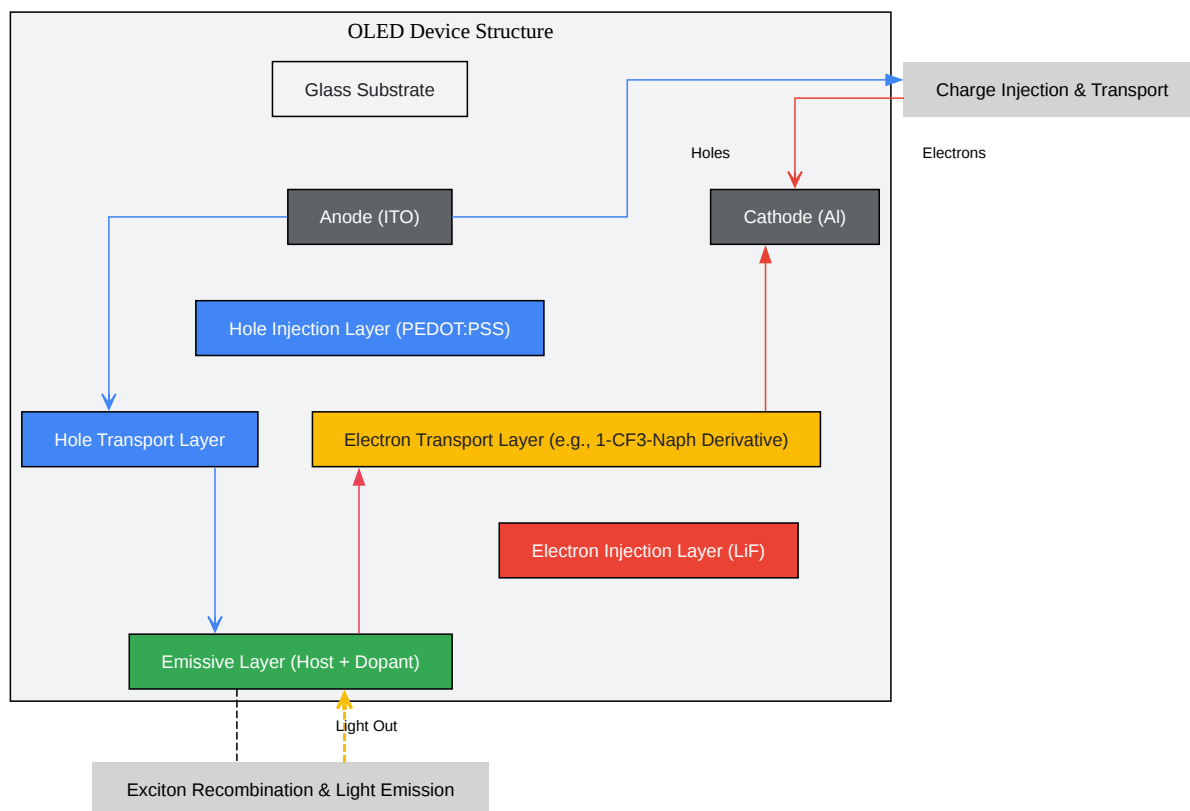 OLED Device Structure
Glass Substrate
Charge Injection & Transport
Holes
Electrons
Anode (ITO)
Cathode (Al)
Hole Injection Layer (PEDOT:PSS)
Hole Transport Layer
Electron Transport Layer (e.g., 1-CF3-Naph Derivative)
Electron Injection Layer (LiF)
Emissive Layer (Host + Dopant)
Light Out
Exciton Recombination & Light Emission